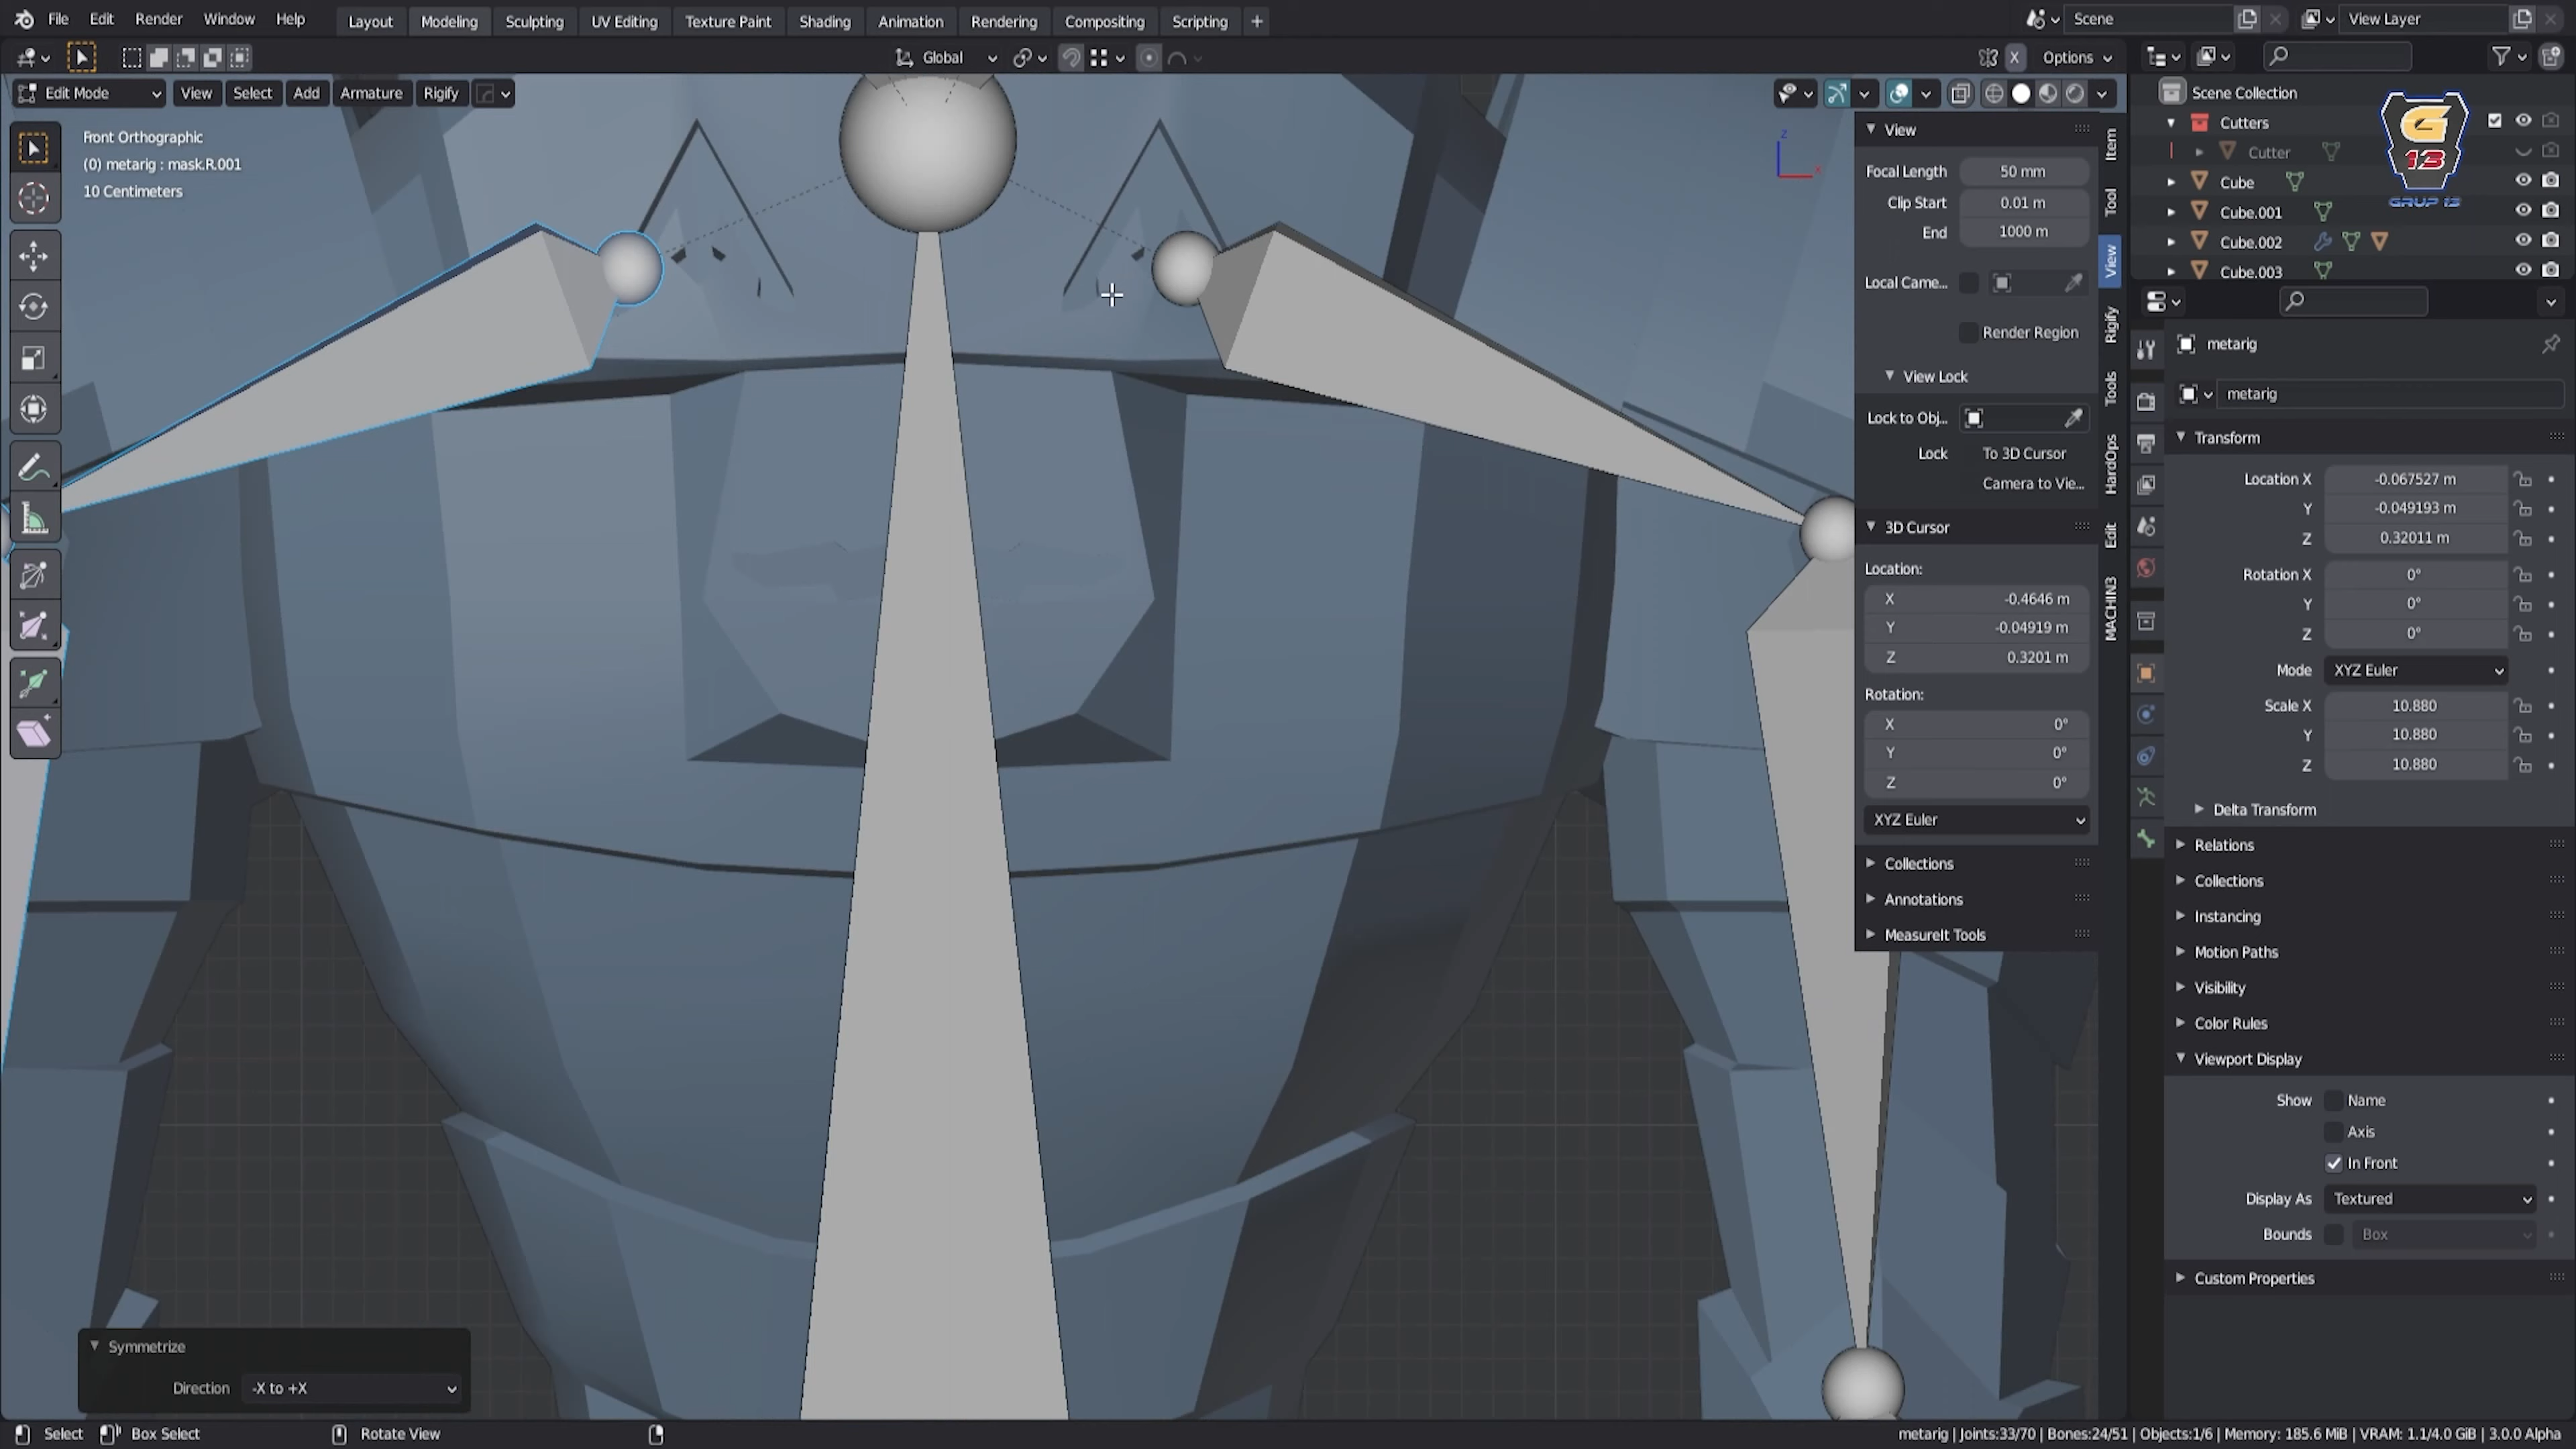 File Edit Render Window Help Layout Modeling Sculpting UV Editing Texture Paint Shading Animation Rendering Compositing Scripting + Scene View Layer
Global X Options
Edit Mode View Select Add Armature Rigify
Front Orthographic
(0) metarig : mask.R.001
10 Centimeters
Z
X
View
Focal Length 50 mm
Clip Start 0.01 m
End 1000 m
Local Came...
Render Region
View Lock
Lock to Obj...
Lock To 3D Cursor
Camera to Vie...
3D Cursor
Location:
X -0.4646 m
Y -0.04919 m
Z 0.3201 m
Rotation:
X 0°
Y 0°
Z 0°
XYZ Euler
Collections
Annotations
MeasureIt Tools
Item
Tool
View
Rigify
Tools
HardOps
Edit
MACHIN3
Scene Collection
Cutters
Cutter
Cube
Cube.001
Cube.002
Cube.003
G
13
GRUP 13
metarig
metarig
Transform
Location X -0.067527 m
Y -0.049193 m
Z 0.32011 m
Rotation X 0°
Y 0°
Z 0°
Mode XYZ Euler
Scale X 10.880
Y 10.880
Z 10.880
Delta Transform
Relations
Collections
Instancing
Motion Paths
Visibility
Color Rules
Viewport Display
Show Name
Axis
In Front
Display As Textured
Bounds Box
Custom Properties
Symmetrize
Direction -X to +X
Select Box Select Rotate View metarig | Joints:33/70 | Bones:24/51 | Objects:1/6 | Memory: 185.6 MiB | VRAM: 1.1/4.0 GiB | 3.0.0 Alpha